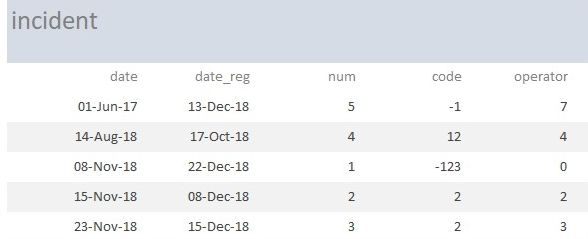 incident
date date_reg num code operator
01-Jun-17 13-Dec-18 5 -1 7
14-Aug-18 17-Oct-18 4 12 4
08-Nov-18 22-Dec-18 1 -123 0
15-Nov-18 08-Dec-18 2 2 2
23-Nov-18 15-Dec-18 3 2 3